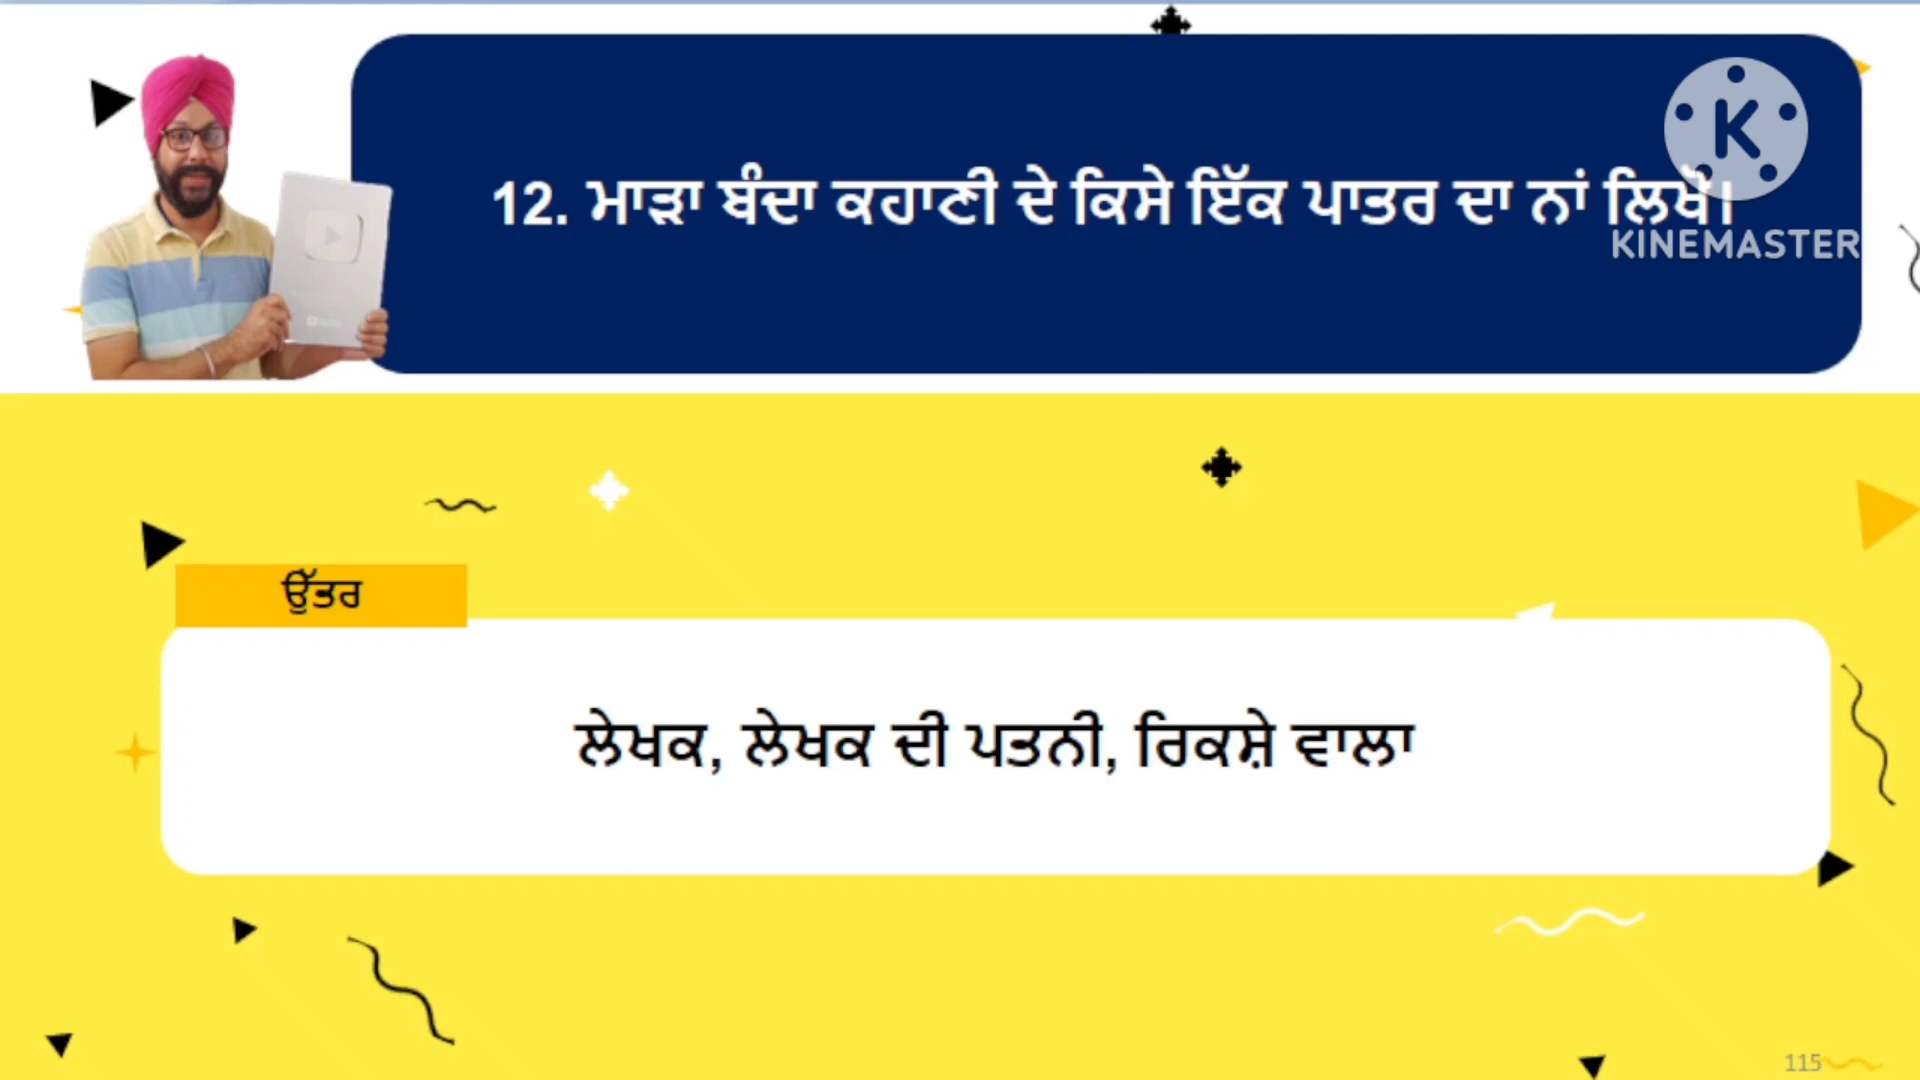 12. ਮਾੜਾ ਬੰਦਾ ਕਹਾਣੀ ਦੇ ਕਿਸੇ ਇੱਕ ਪਾਤਰ ਦਾ ਨਾਂ ਲਿਖੋ।
K
KINEMASTER
ਉੱਤਰ
ਲੇਖਕ, ਲੇਖਕ ਦੀ ਪਤਨੀ, ਰਿਕਸ਼ੇ ਵਾਲਾ
115